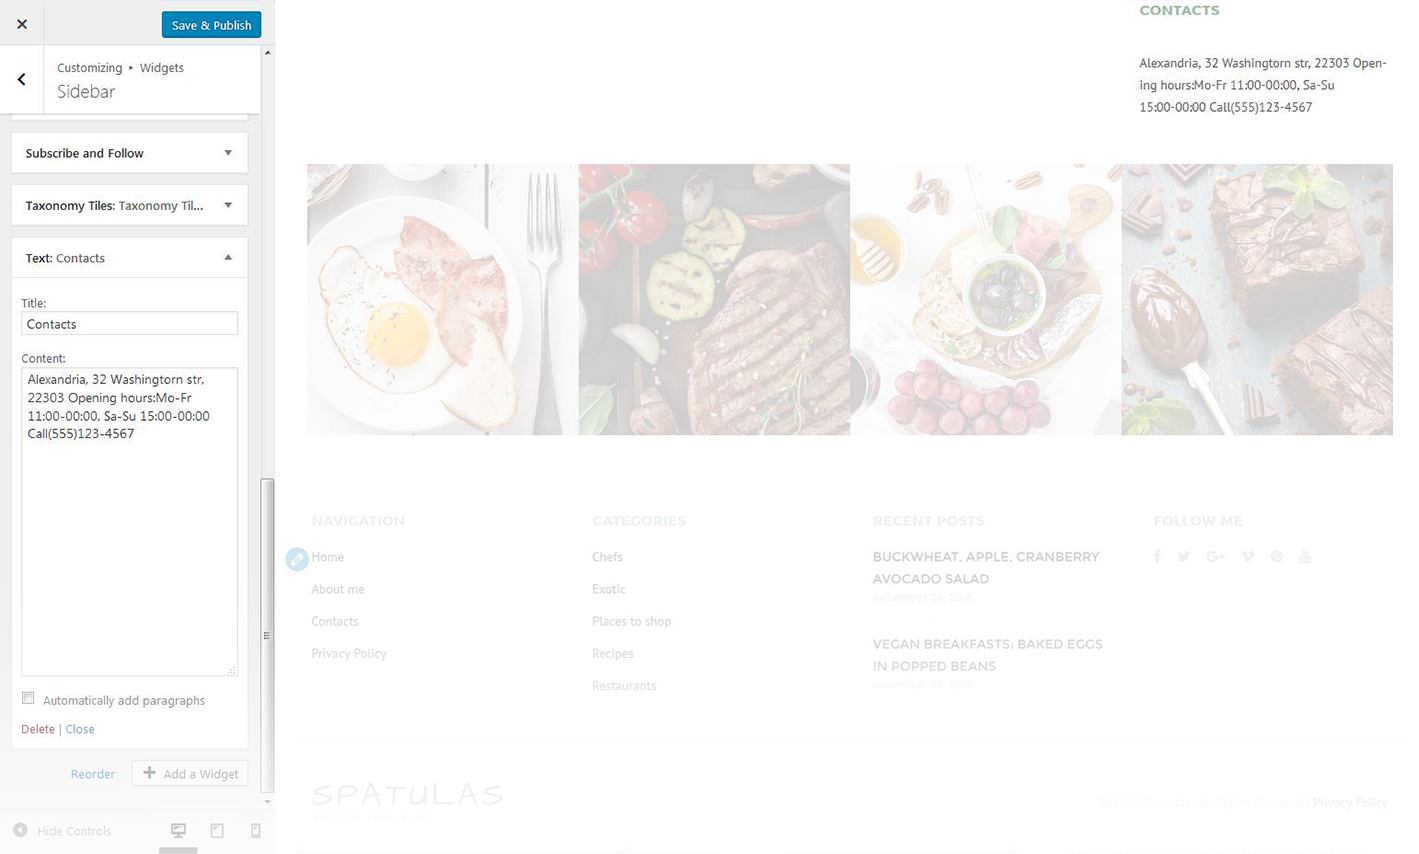 Save & Publish
Customizing ▸ Widgets
Sidebar
Subscribe and Follow
Taxonomy Tiles: Taxonomy Til...
Text: Contacts
Title:
Contacts
Content:
Alexandria, 32 Washingtorn str,
22303 Opening hours:Mo-Fr
11:00-00:00, Sa-Su 15:00-00:00
Call(555)123-4567
Automatically add paragraphs
Delete | Close
Reorder
Add a Widget
Hide Controls
CONTACTS
Alexandria, 32 Washingtorn str, 22303 Open-
ing hours:Mo-Fr 11:00-00:00, Sa-Su
15:00-00:00 Call(555)123-4567
NAVIGATION
Home
About me
Contacts
Privacy Policy
CATEGORIES
Chefs
Exotic
Places to shop
Recipes
Restaurants
RECENT POSTS
BUCKWHEAT, APPLE, CRANBERRY
AVOCADO SALAD
December 20, 2016
VEGAN BREAKFASTS: BAKED EGGS
IN POPPED BEANS
December 20, 2016
FOLLOW ME
SPATULAS
2017 © Spatulas. All Rights Reserved | Privacy Policy